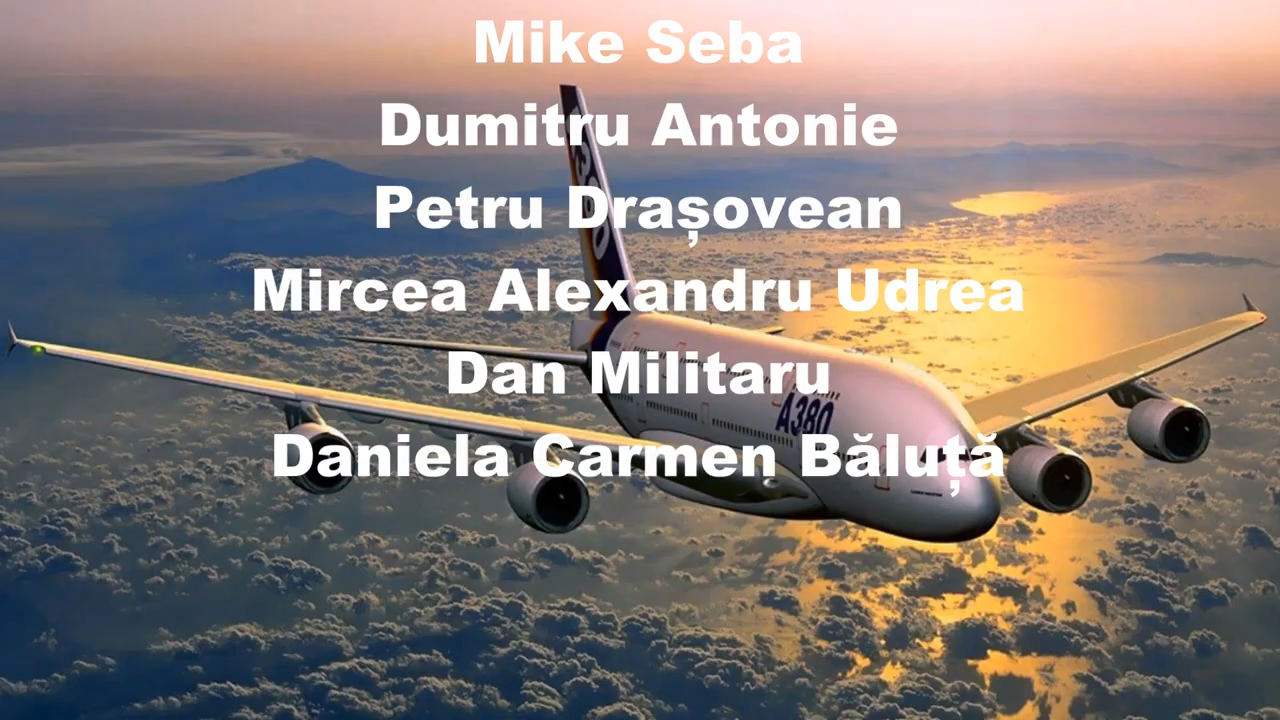 Mike Seba
Dumitru Antonie
Petru Drașovean
Mircea Alexandru Udrea
Dan Militaru
A380
Daniela Carmen Băluță